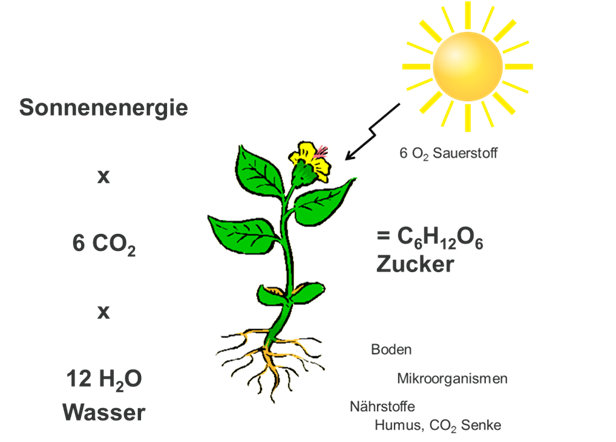 Sonnenenergie
x
6 CO₂
x
12 H₂O
Wasser
6 O₂ Sauerstoff
= C₆H₁₂O₆
Zucker
Boden
Mikroorganismen
Nährstoffe
Humus, CO₂ Senke